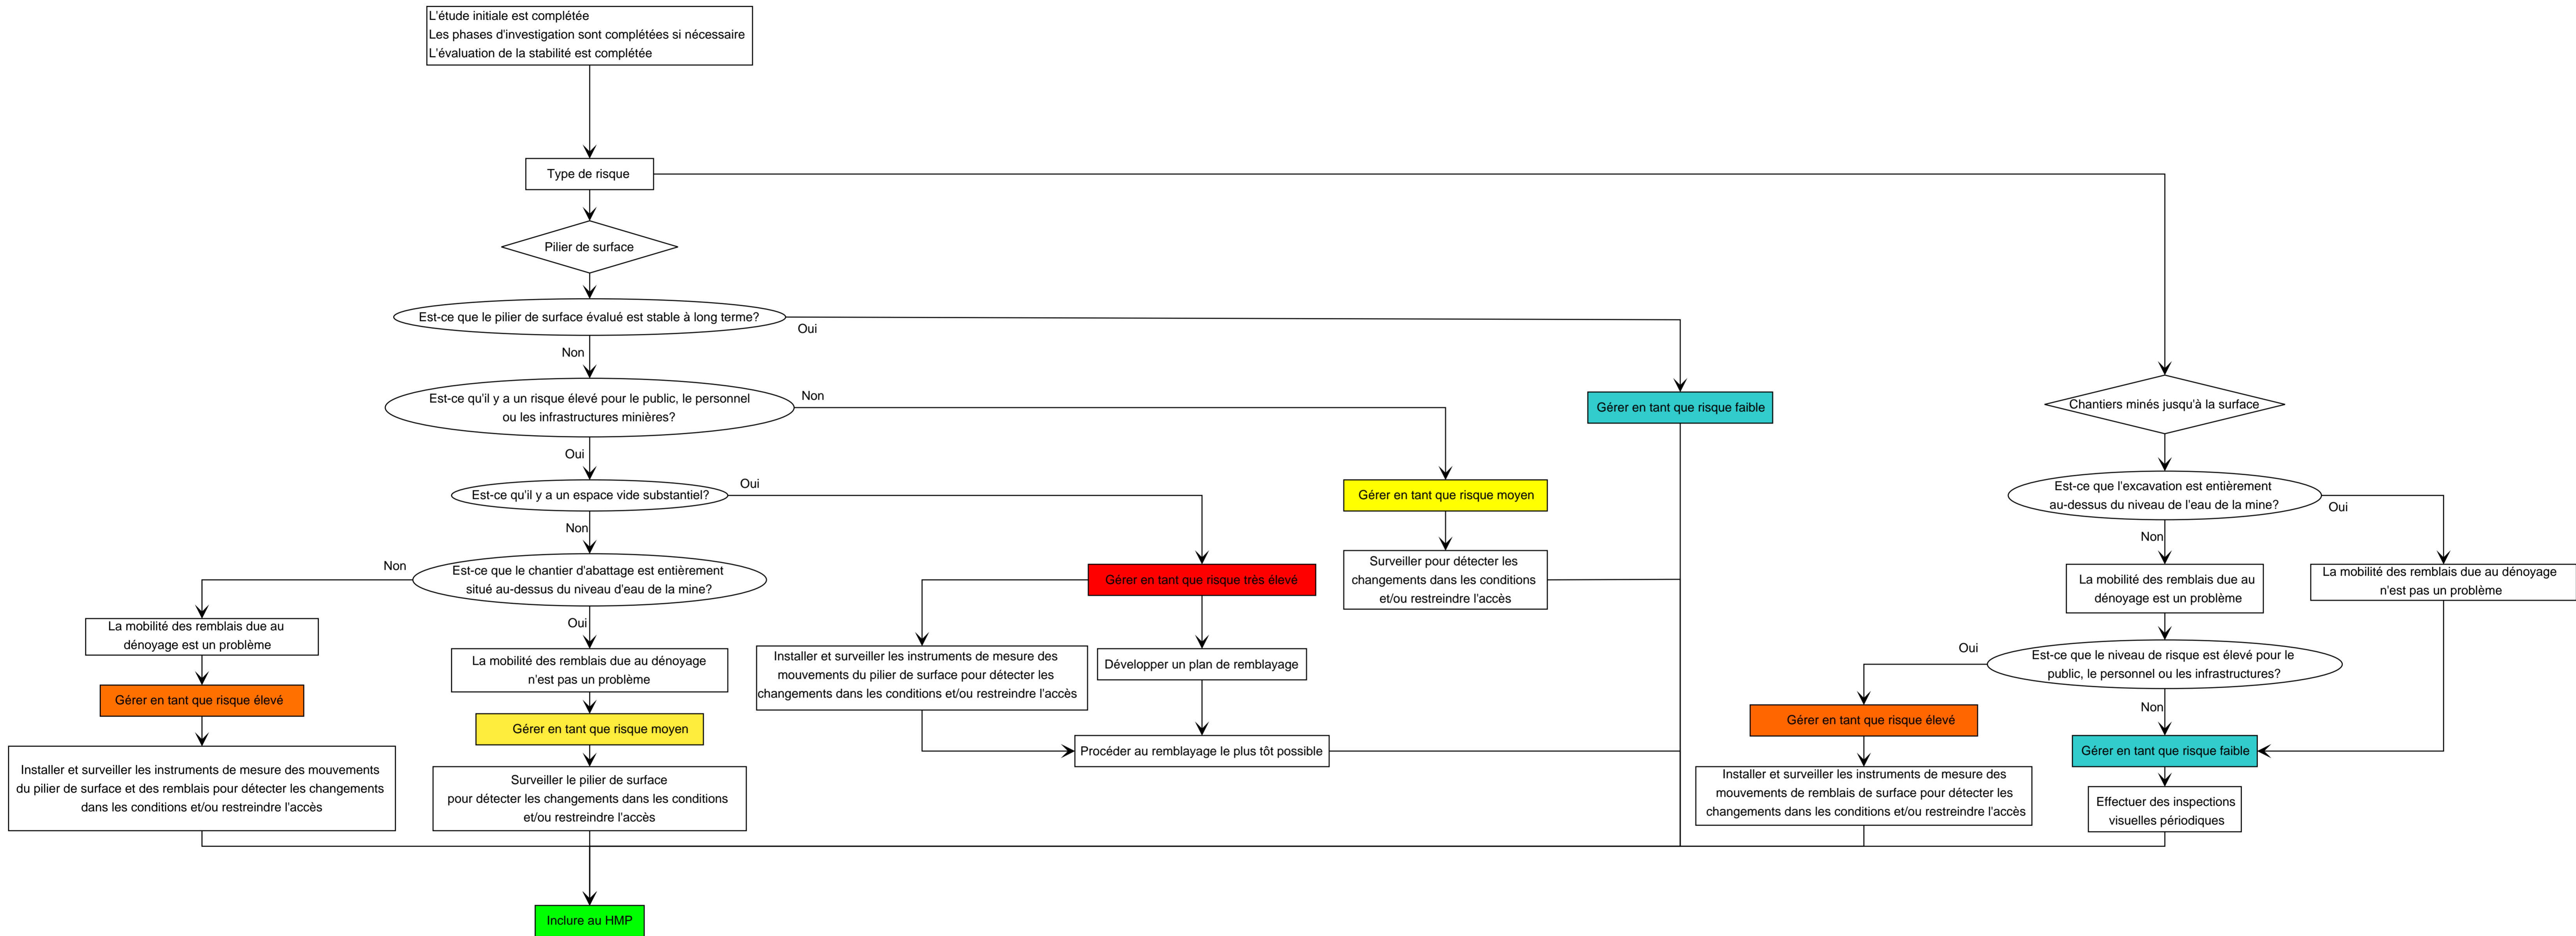 L'étude initiale est complétée
Les phases d'investigation sont complétées si nécessaire
L'évaluation de la stabilité est complétée
Type de risque
Pilier de surface
Est-ce que le pilier de surface évalué est stable à long terme?
Oui
Non
Est-ce qu'il y a un risque élevé pour le public, le personnel
ou les infrastructures minières?
Non
Oui
Gérer en tant que risque faible
Est-ce qu'il y a un espace vide substantiel?
Oui
Non
Gérer en tant que risque moyen
Surveiller pour détecter les
changements dans les conditions
et/ou restreindre l'accès
Est-ce que le chantier d'abattage est entièrement
situé au-dessus du niveau d'eau de la mine?
Non
Oui
Gérer en tant que risque très élevé
La mobilité des remblais due au
dénoyage est un problème
Gérer en tant que risque élevé
Installer et surveiller les instruments de mesure des mouvements
du pilier de surface et des remblais pour détecter les changements
dans les conditions et/ou restreindre l'accès
La mobilité des remblais due au dénoyage
n'est pas un problème
Gérer en tant que risque moyen
Surveiller le pilier de surface
pour détecter les changements dans les conditions
et/ou restreindre l'accès
Installer et surveiller les instruments de mesure des
mouvements du pilier de surface pour détecter les
changements dans les conditions et/ou restreindre l'accès
Développer un plan de remblayage
Procéder au remblayage le plus tôt possible
Chantiers minés jusqu'à la surface
Est-ce que l'excavation est entièrement
au-dessus du niveau de l'eau de la mine?
Oui
Non
La mobilité des remblais due au
dénoyage est un problème
La mobilité des remblais due au dénoyage
n'est pas un problème
Est-ce que le niveau de risque est élevé pour le
public, le personnel ou les infrastructures?
Oui
Non
Gérer en tant que risque élevé
Installer et surveiller les instruments de mesure des
mouvements de remblais de surface pour détecter les
changements dans les conditions et/ou restreindre l'accès
Gérer en tant que risque faible
Effectuer des inspections
visuelles périodiques
Inclure au HMP